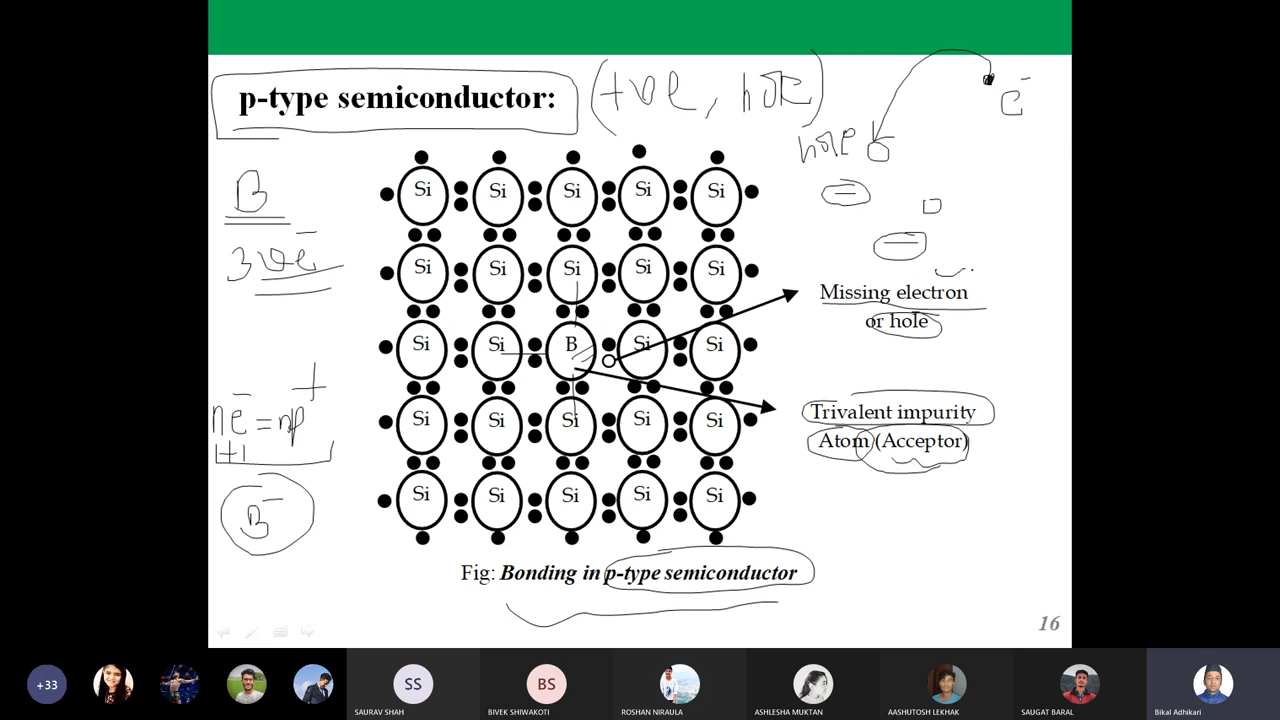 p-type semiconductor: (+ve, hole)
e-
hole
B
3ve-
Si Si Si Si Si
Si Si Si Si Si
Missing electron
or hole
Si Si B Si Si
Trivalent impurity
Atom (Acceptor)
+
ne- = np
+1
Si Si Si Si Si
Si Si Si Si Si
B-
Fig: Bonding in p-type semiconductor
16
+33
SS
BS
SAURAV SHAH
BIVEK SHIWAKOTI
ROSHAN NIRAULA
ASHLESHA MUKTAN
AASHUTOSH LEKHAK
SAUGAT BARAL
Bikal Adhikari